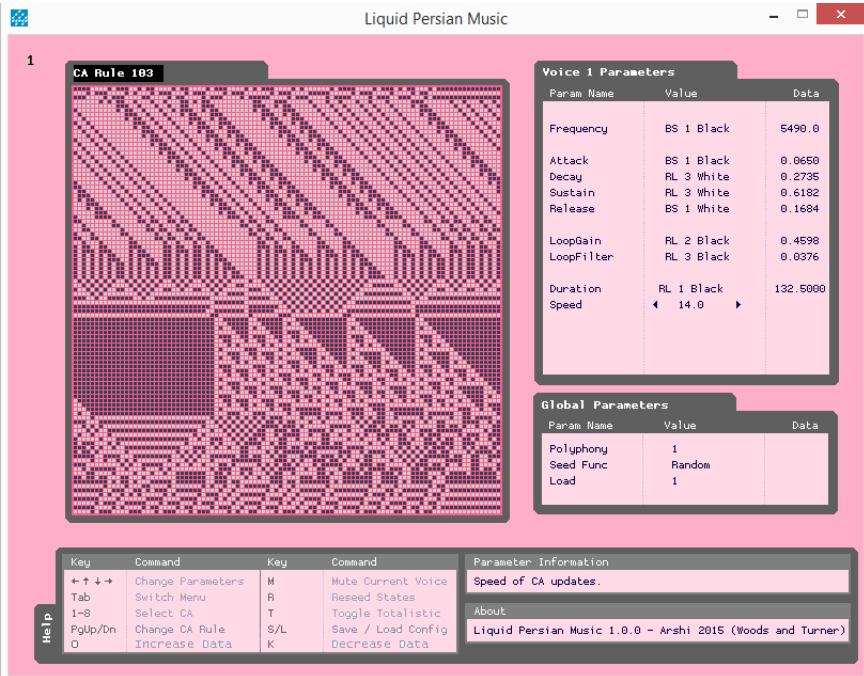 Liquid Persian Music
1
CA Rule 103
Voice 1 Parameters
Param Name Value Data
Frequency BS 1 Black 5490.0
Attack BS 1 Black 0.0650
Decay RL 3 White 0.2735
Sustain RL 3 White 0.6182
Release BS 1 White 0.1684
LoopGain RL 2 Black 0.4598
LoopFilter RL 3 Black 0.0376
Duration RL 1 Black 132.5000
Speed 14.0
Global Parameters
Param Name Value Data
Polyphony 1
Seed Func Random
Load 1
Help
Key Command Key Command
←↑↓→ Change Parameters M Mute Current Voice
Tab Switch Menu R Reseed States
1-8 Select CA T Toggle Totalistic
PgUp/Dn Change CA Rule S/L Save / Load Config
O Increase Data K Decrease Data
Parameter Information
Speed of CA updates.
About
Liquid Persian Music 1.0.0 - Arshi 2015 (Woods and Turner)